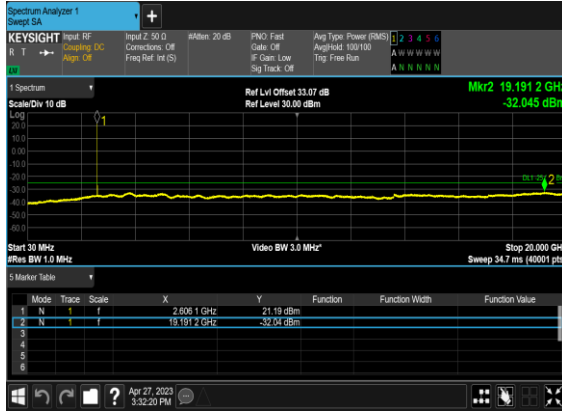 Spectrum Analyzer 1
Swept SA
+
KEYSIGHT Input: RF Input Z: 50 Ω #Atten: 20 dB PNO: Fast Avg Type: Power (RMS) 1 2 3 4 5 6
R T Coupling: DC Corrections: Off Gate: Off Avg|Hold: 100/100 A W W W W W
Align: Off Freq Ref: Int (S) IF Gain: Low Trig: Free Run
Sig Track: Off A N N N N N
1 Spectrum Ref Lvl Offset 33.07 dB Mkr2 19.191 2 GHz
Scale/Div 10 dB Ref Level 30.00 dBm -32.045 dBm
Log
20.0
10.0
0.00
-10.0
-20.0
-30.0
-40.0
-50.0
-60.0
1
2
Start 30 MHz Video BW 3.0 MHz* Stop 20.000 GHz
#Res BW 1.0 MHz Sweep 34.7 ms (40001 pts)
5 Marker Table
Mode Trace Scale X Y Function Function Width Function Value
1 N 1 f 2.606 1 GHz 21.19 dBm
2 N 1 f 19.191 2 GHz -32.04 dBm
3
4
5
6
? Apr 27, 2023
3:32:20 PM